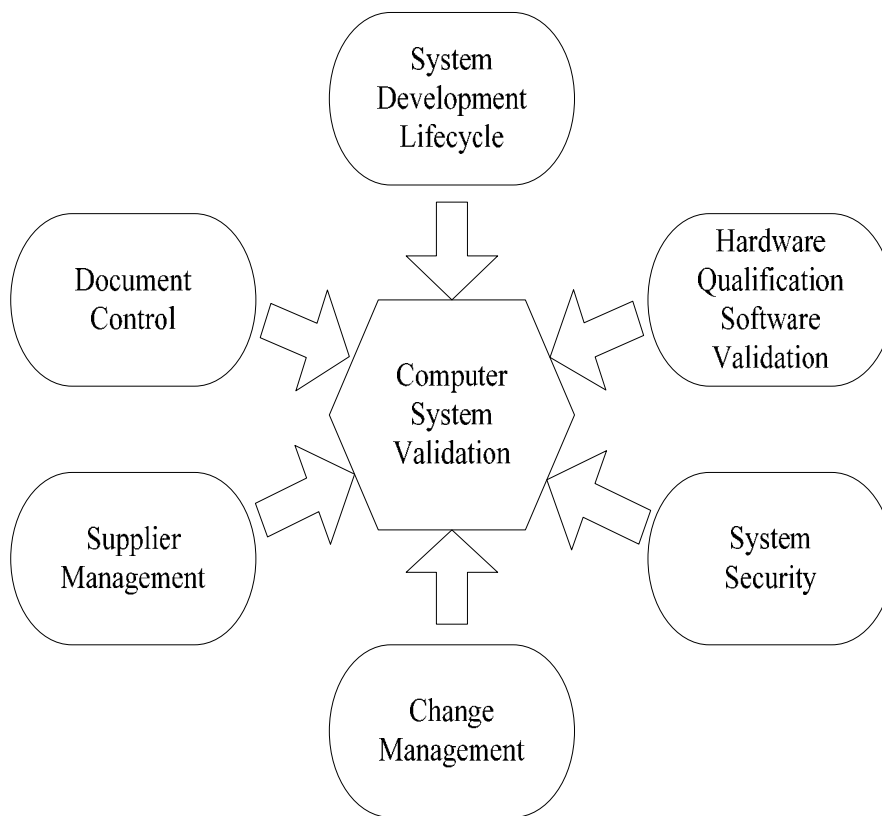 System
Development
Lifecycle
Document
Control
Hardware
Qualification
Software
Validation
Computer
System
Validation
Supplier
Management
System
Security
Change
Management